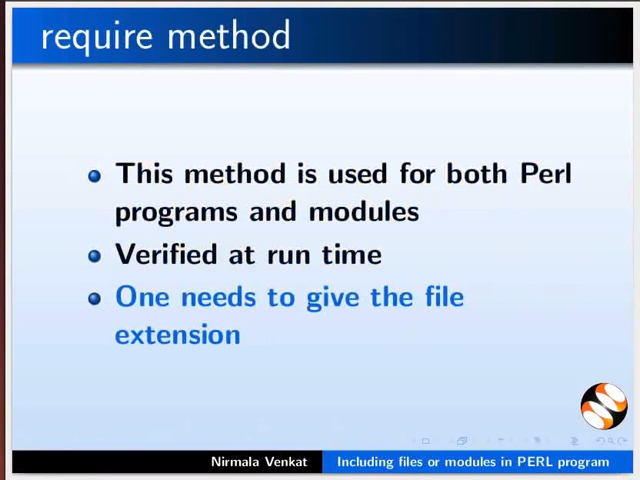 require method
This method is used for both Perl
programs and modules
Verified at run time
One needs to give the file
extension
Nirmala Venkat
Including files or modules in PERL program